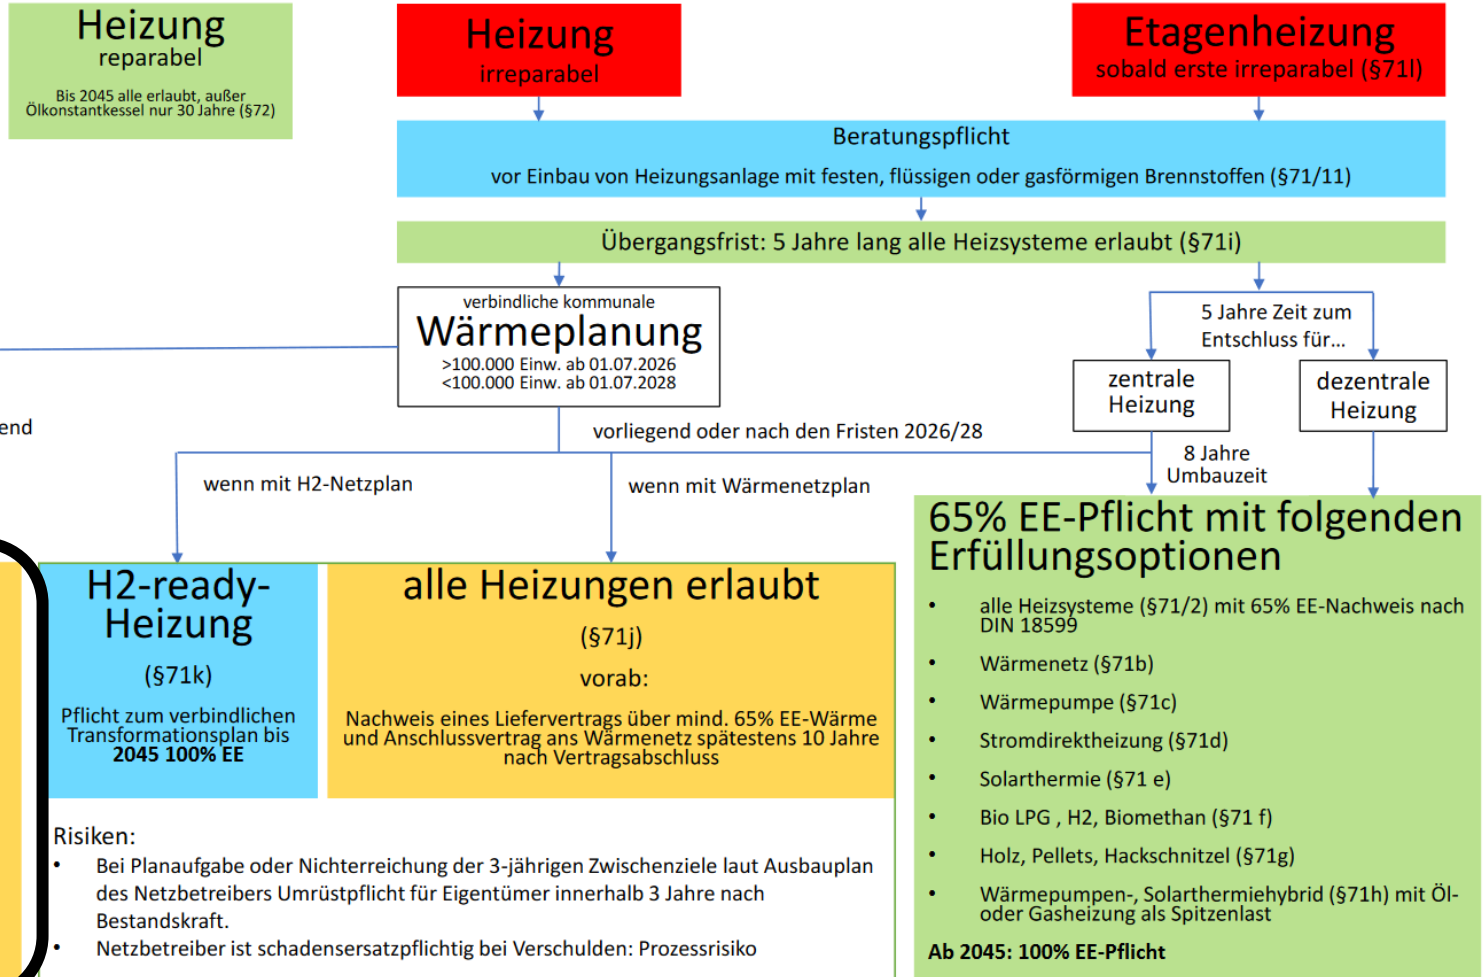 Heizung
reparabel
Bis 2045 alle erlaubt, außer
Ölkonstantkessel nur 30 Jahre (§72)
Heizung
irreparabel
Etagenheizung
sobald erste irreparabel (§71l)
Beratungspflicht
vor Einbau von Heizungsanlage mit festen, flüssigen oder gasförmigen Brennstoffen (§71/11)
Übergangsfrist: 5 Jahre lang alle Heizsysteme erlaubt (§71i)
verbindliche kommunale
Wärmeplanung
>100.000 Einw. ab 01.07.2026
<100.000 Einw. ab 01.07.2028
5 Jahre Zeit zum
Entschluss für...
zentrale
Heizung
dezentrale
Heizung
end
vorliegend oder nach den Fristen 2026/28
8 Jahre
Umbauzeit
wenn mit H2-Netzplan
wenn mit Wärmenetzplan
H2-ready-
Heizung
(§71k)
Pflicht zum verbindlichen
Transformationsplan bis
2045 100% EE
alle Heizungen erlaubt
(§71j)
vorab:
Nachweis eines Liefervertrags über mind. 65% EE-Wärme
und Anschlussvertrag ans Wärmenetz spätestens 10 Jahre
nach Vertragsabschluss
Risiken:
• Bei Planaufgabe oder Nichterreichung der 3-jährigen Zwischenziele laut Ausbauplan
des Netzbetreibers Umrüstpflicht für Eigentümer innerhalb 3 Jahre nach
Bestandskraft.
• Netzbetreiber ist schadensersatzpflichtig bei Verschulden: Prozessrisiko
65% EE-Pflicht mit folgenden
Erfüllungsoptionen
• alle Heizsysteme (§71/2) mit 65% EE-Nachweis nach
DIN 18599
• Wärmenetz (§71b)
• Wärmepumpe (§71c)
• Stromdirektheizung (§71d)
• Solarthermie (§71 e)
• Bio LPG , H2, Biomethan (§71 f)
• Holz, Pellets, Hackschnitzel (§71g)
• Wärmepumpen-, Solarthermiehybrid (§71h) mit Öl-
oder Gasheizung als Spitzenlast
Ab 2045: 100% EE-Pflicht